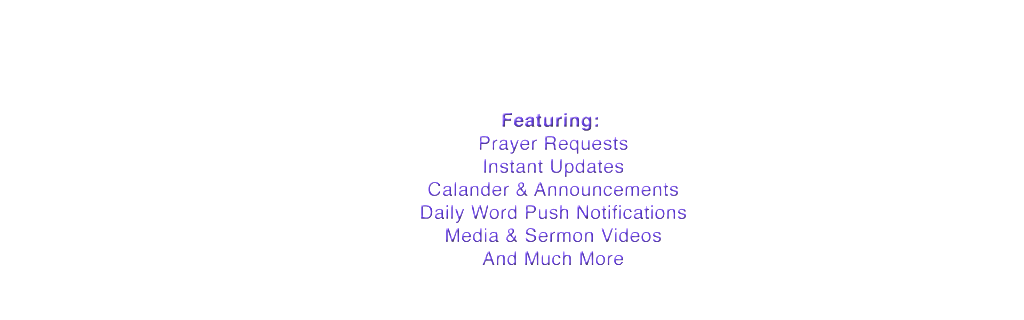 Featuring:
Prayer Requests
Instant Updates
Calander & Announcements
Daily Word Push Notifications
Media & Sermon Videos
And Much More